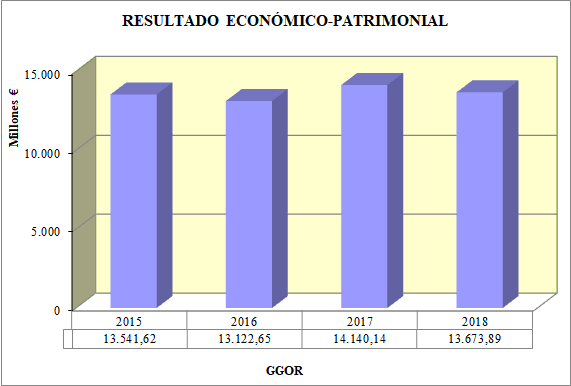 RESULTADO ECONÓMICO-PATRIMONIAL
Millones €
15.000
10.000
5.000
0
2015 2016 2017 2018
13.541,62 13.122,65 14.140,14 13.673,89
GGOR